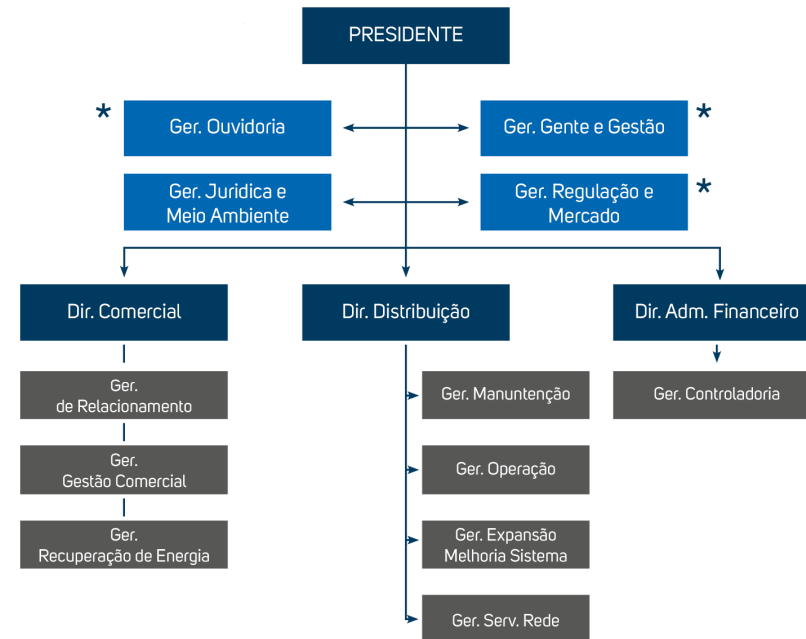 PRESIDENTE
* Ger. Ouvidoria
Ger. Gente e Gestão *
Ger. Juridica e
Meio Ambiente
Ger. Regulação e *
Mercado
Dir. Comercial
Dir. Distribuição
Dir. Adm. Financeiro
Ger.
de Relacionamento
Ger.
Gestão Comercial
Ger.
Recuperação de Energia
Ger. Manuntenção
Ger. Operação
Ger. Expansão
Melhoria Sistema
Ger. Serv. Rede
Ger. Controladoria